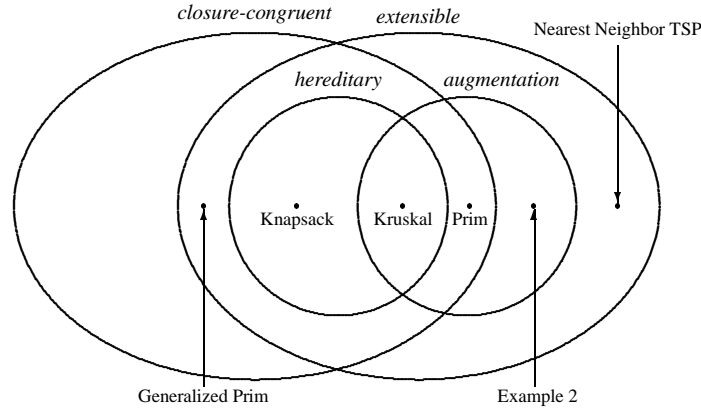 closure-congruent
extensible
Nearest Neighbor TSP
hereditary
augmentation
Knapsack
Kruskal
Prim
Generalized Prim
Example 2